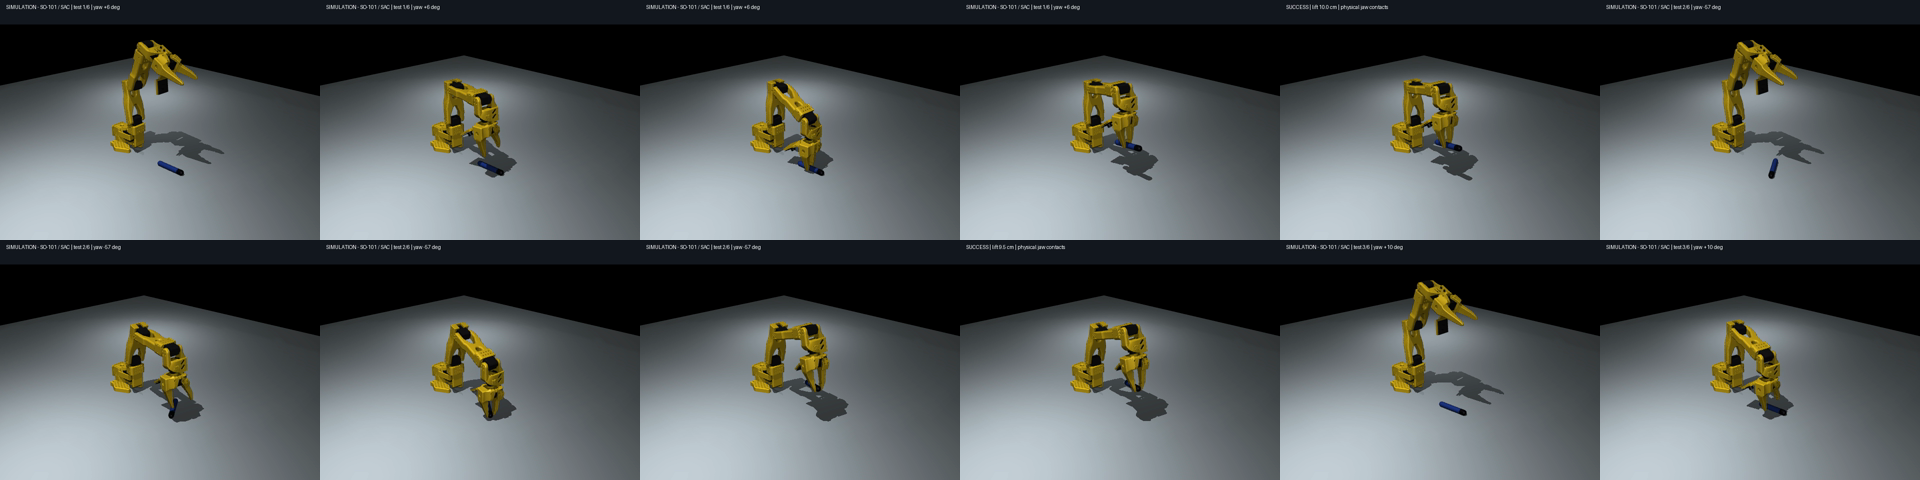 SIMULATION - SO-101 / SAC | test 1/6 | yaw +6 deg
SIMULATION - SO-101 / SAC | test 1/6 | yaw +6 deg
SIMULATION - SO-101 / SAC | test 1/6 | yaw +6 deg
SIMULATION - SO-101 / SAC | test 1/6 | yaw +6 deg
SUCCESS | lift 10.0 cm | physical jaw contacts
SIMULATION - SO-101 / SAC | test 2/6 | yaw -57 deg
SIMULATION - SO-101 / SAC | test 2/6 | yaw -57 deg
SIMULATION - SO-101 / SAC | test 2/6 | yaw -57 deg
SIMULATION - SO-101 / SAC | test 2/6 | yaw -57 deg
SUCCESS | lift 9.5 cm | physical jaw contacts
SIMULATION - SO-101 / SAC | test 3/6 | yaw +10 deg
SIMULATION - SO-101 / SAC | test 3/6 | yaw +10 deg